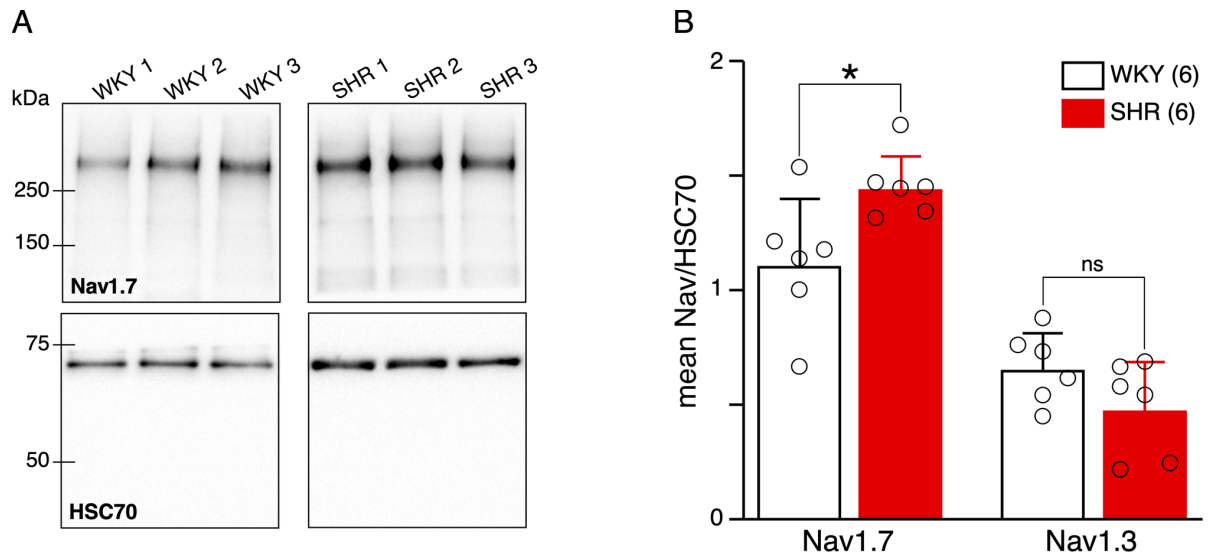 A
WKY 1 WKY 2 WKY 3 SHR 1 SHR 2 SHR 3
kDa
250
150
Nav1.7
75
50
HSC70
B
2
1
0
mean Nav/HSC70
*
ns
WKY (6)
SHR (6)
Nav1.7 Nav1.3